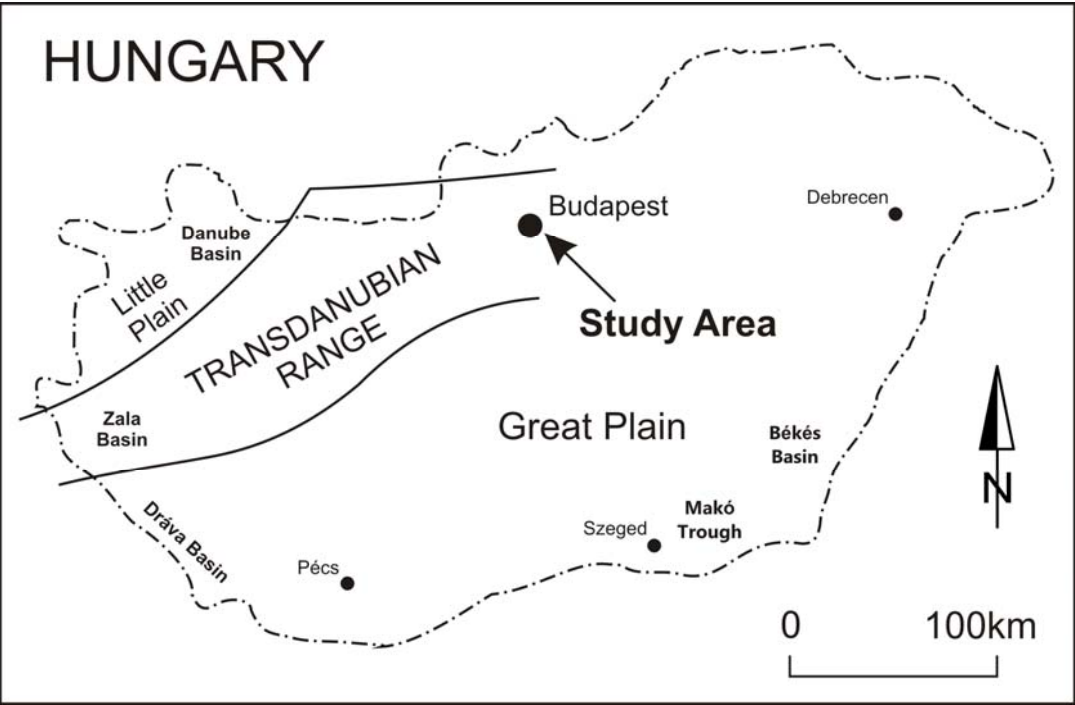 HUNGARY
Budapest
Debrecen
Danube
Basin
Little
Plain
TRANSDANUBIAN
RANGE
Study Area
Zala
Basin
Great Plain
Békés
Basin
N
Makó
Trough
Szeged
Dráva Basin
Pécs
0 100km